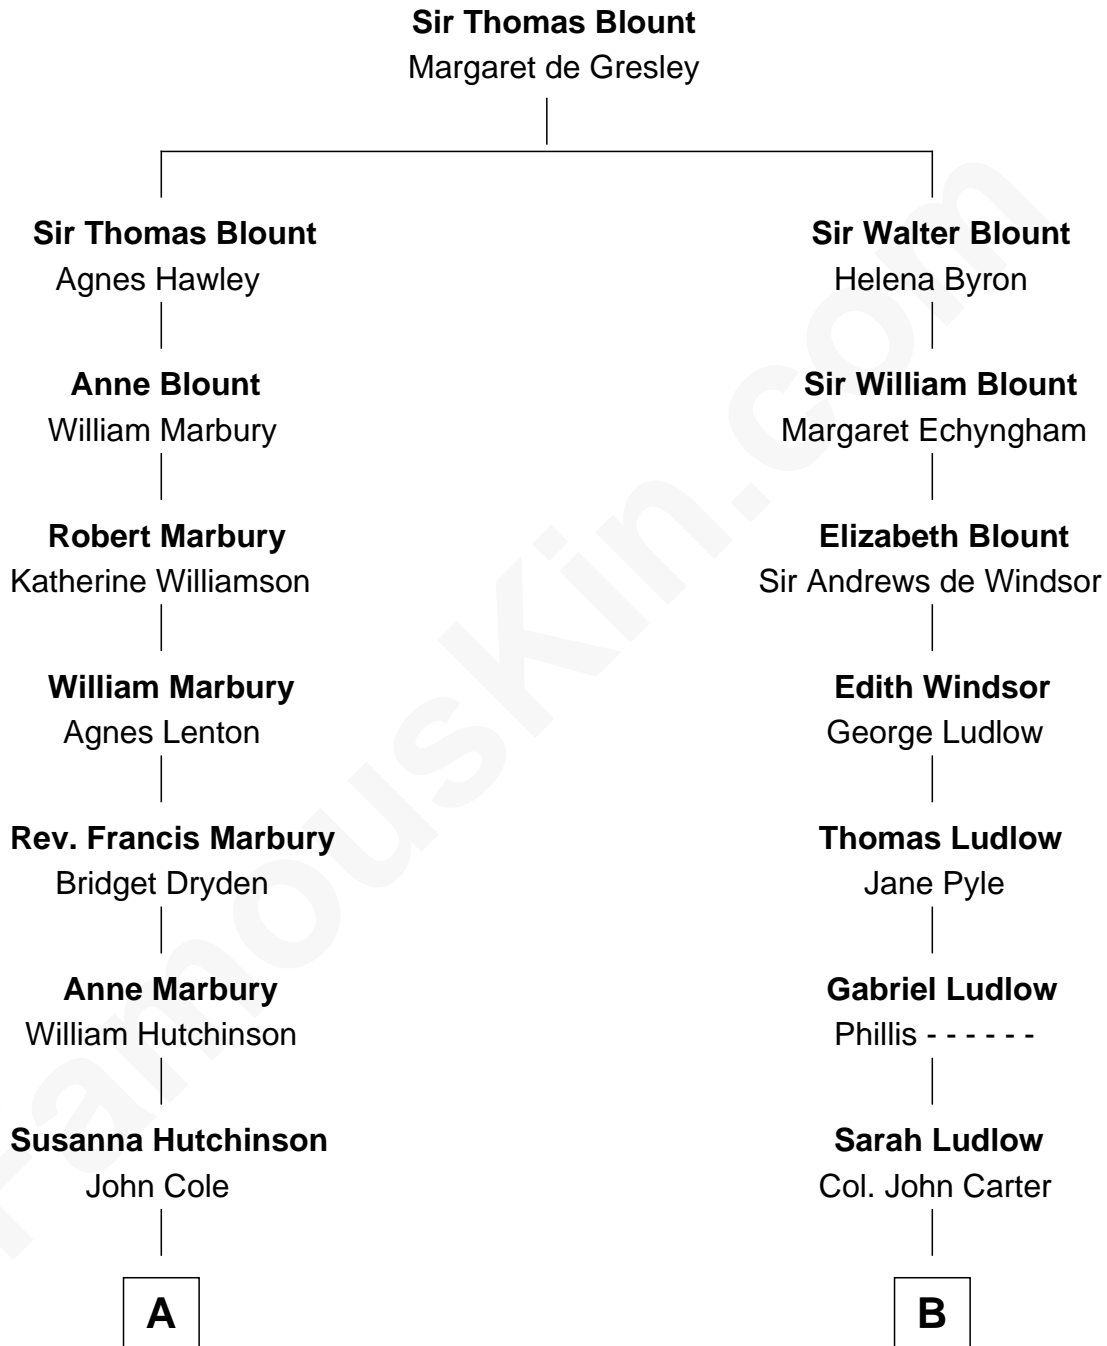 Sir Thomas Blount
Margaret de Gresley
Sir Thomas Blount
Agnes Hawley
Sir Walter Blount
Helena Byron
Anne Blount
William Marbury
Sir William Blount
Margaret Echyngham
Robert Marbury
Katherine Williamson
Elizabeth Blount
Sir Andrews de Windsor
William Marbury
Agnes Lenton
Edith Windsor
George Ludlow
Rev. Francis Marbury
Bridget Dryden
Thomas Ludlow
Jane Pyle
Anne Marbury
William Hutchinson
Gabriel Ludlow
Phillis - - - - - -
Susanna Hutchinson
John Cole
Sarah Ludlow
Col. John Carter
A
B
FamousKin.com